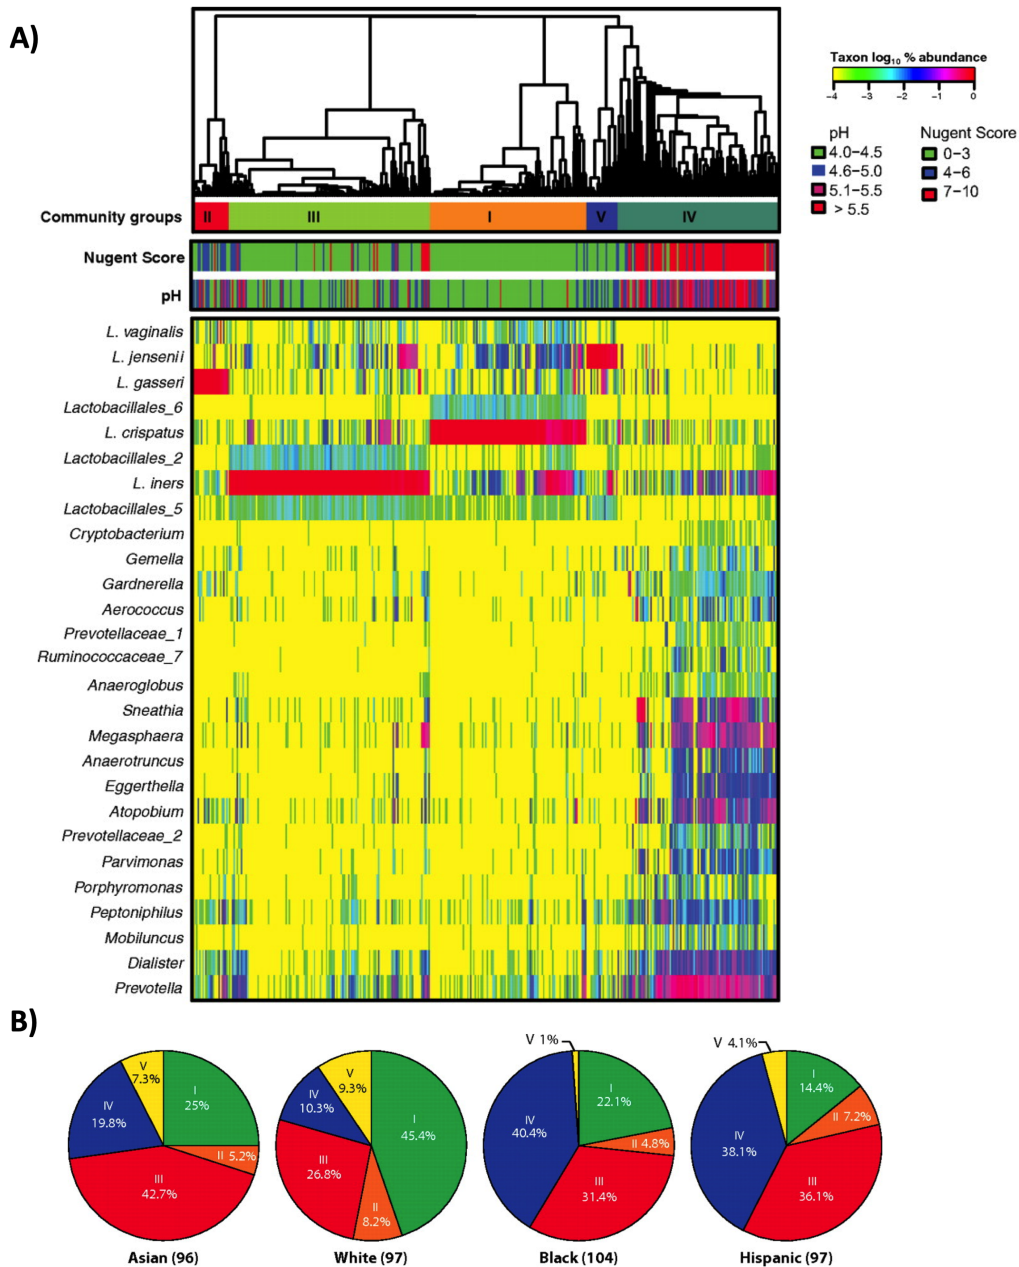 A)
Taxon log10 % abundance
−4 −3 −2 −1 0
pH Nugent Score
4.0−4.5 0−3
4.6−5.0 4−6
5.1−5.5 7−10
> 5.5
Community groups II III I V IV
Nugent Score
pH
L. vaginalis
L. jensenii
L. gasseri
Lactobacillales_6
L. crispatus
Lactobacillales_2
L. iners
Lactobacillales_5
Cryptobacterium
Gemella
Gardnerella
Aerococcus
Prevotellaceae_1
Ruminococcaceae_7
Anaeroglobus
Sneathia
Megasphaera
Anaerotruncus
Eggerthella
Atopobium
Prevotellaceae_2
Parvimonas
Porphyromonas
Peptoniphilus
Mobiluncus
Dialister
Prevotella
B)
V
7.3%
I
25%
II 5.2%
III
42.7%
IV
19.8%
Asian (96)
V
9.3%
I
45.4%
II
8.2%
III
26.8%
IV
10.3%
White (97)
V 1%
I
22.1%
II 4.8%
III
31.4%
IV
40.4%
Black (104)
V 4.1%
I
14.4%
II 7.2%
III
36.1%
IV
38.1%
Hispanic (97)